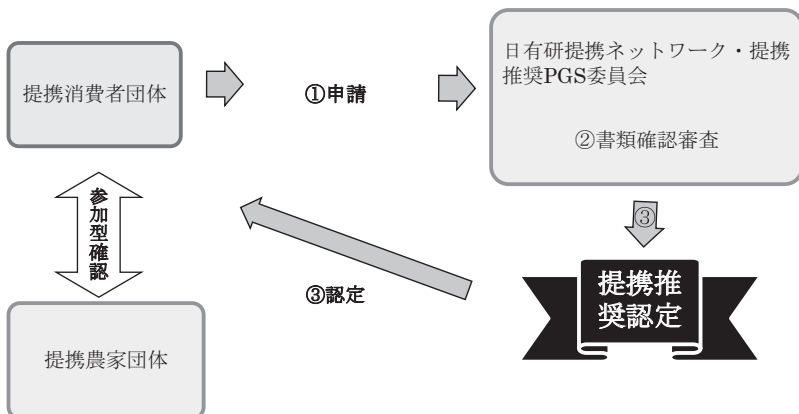 提携消費者団体
①申請
日有研提携ネットワーク・提携
推奨PGS委員会
②書類確認審査
参加型確認
③
③認定
提携推
奨認定
提携農家団体